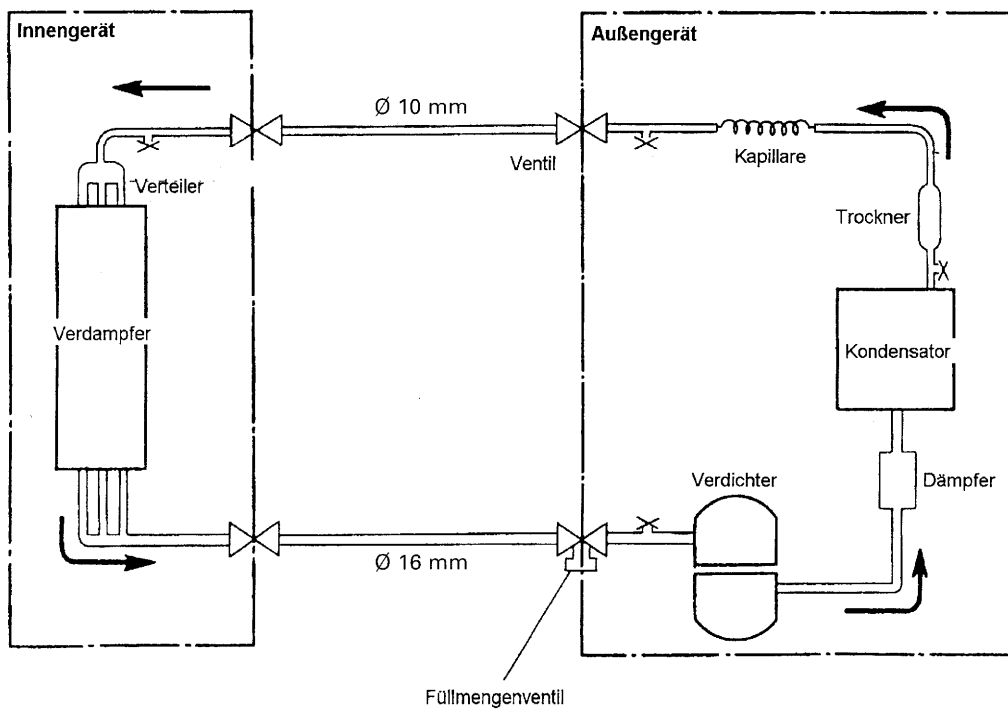 Innengerät
Außengerät
Ø 10 mm
Ventil
Kapillare
Verteiler
Trockner
Verdampfer
Kondensator
Verdichter
Dämpfer
Ø 16 mm
Füllmengenventil